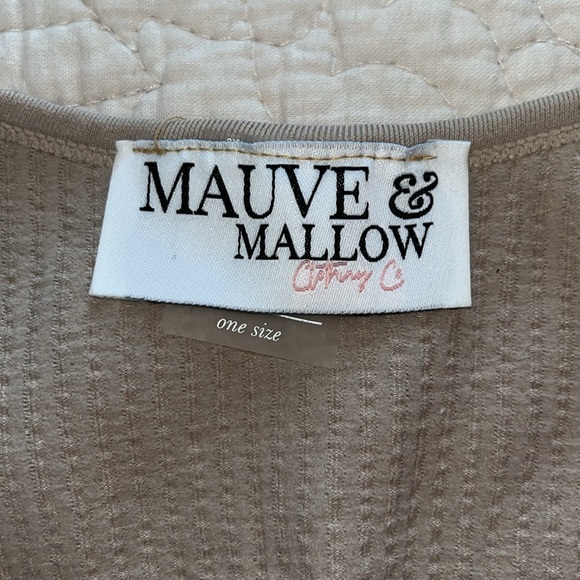 MAUVE &
MALLOW
Clothing Co
one size